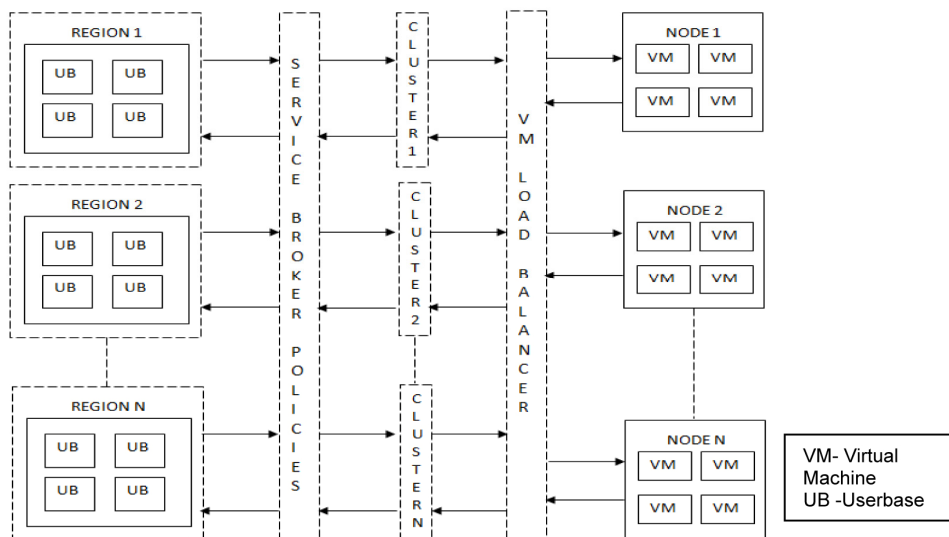 REGION 1
UB UB
UB UB
REGION 2
UB UB
UB UB
REGION N
UB UB
UB UB
SERVICE BROKER POLICIES
CLUSTER1
CLUSTER2
CLUSTERN
VM LOAD BALANCER
NODE 1
VM VM
VM VM
NODE 2
VM VM
VM VM
NODE N
VM VM
VM VM
VM- Virtual
Machine
UB -Userbase